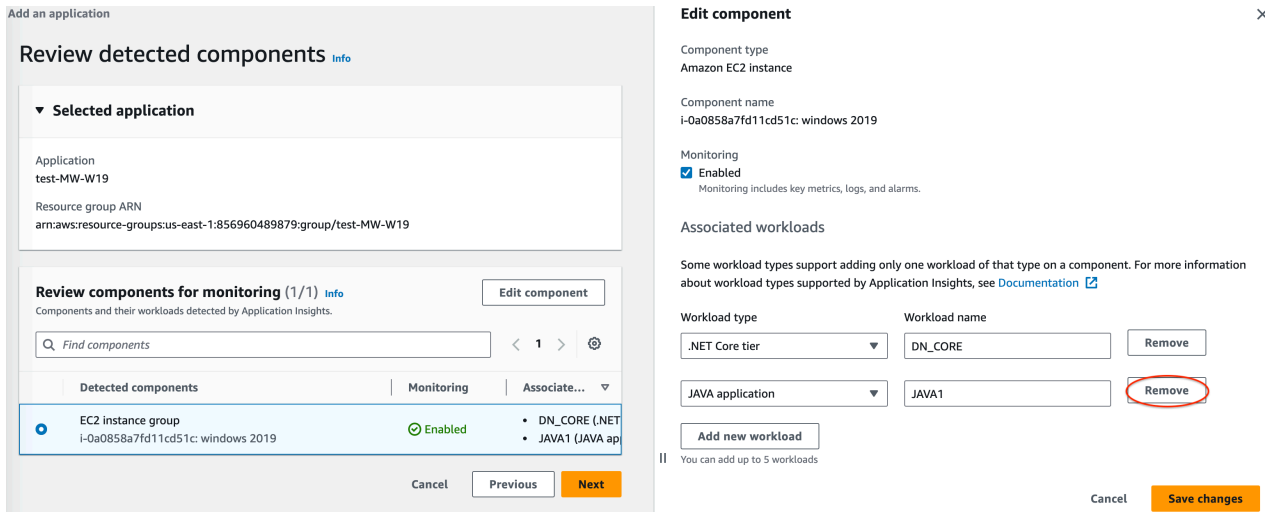 Add an application
Review detected components Info
Selected application
Application
test-MW-W19
Resource group ARN
arn:aws:resource-groups:us-east-1:856960489879:group/test-MW-W19
Review components for monitoring (1/1) Info
Edit component
Components and their workloads detected by Application Insights.
Find components
1
Detected components
Monitoring
Associate...
EC2 instance group
i-0a0858a7fd11cd51c: windows 2019
Enabled
• DN_CORE (.NET
• JAVA1 (JAVA ap
Cancel
Previous
Next
Edit component
Component type
Amazon EC2 instance
Component name
i-0a0858a7fd11cd51c: windows 2019
Monitoring
Enabled
Monitoring includes key metrics, logs, and alarms.
Associated workloads
Some workload types support adding only one workload of that type on a component. For more information
about workload types supported by Application Insights, see Documentation
Workload type
Workload name
.NET Core tier
DN_CORE
Remove
JAVA application
JAVA1
Remove
Add new workload
You can add up to 5 workloads
Cancel
Save changes